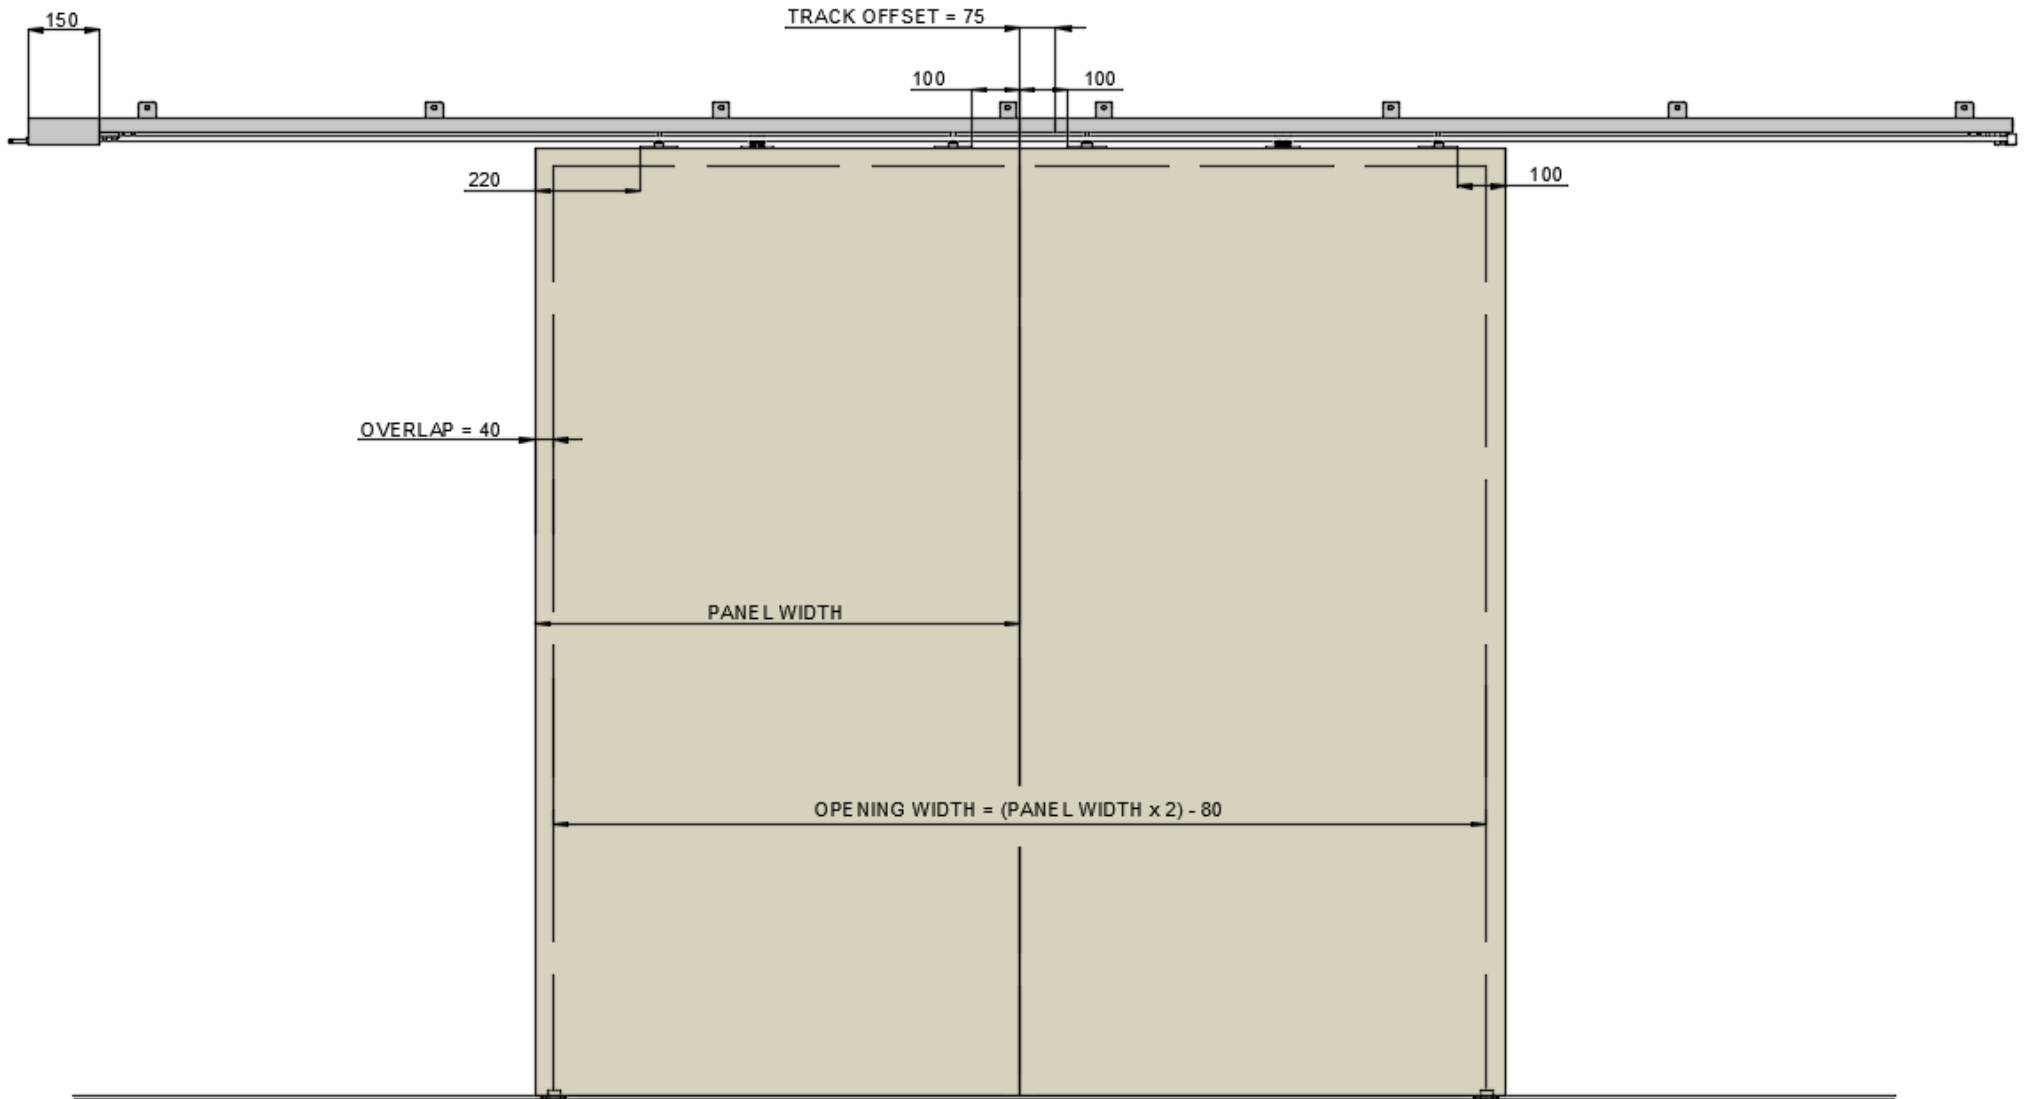 TRACK OFFSET = 75
150
100
100
220
100
OVERLAP = 40
PANEL WIDTH
OPENING WIDTH = (PANEL WIDTH x 2) - 80